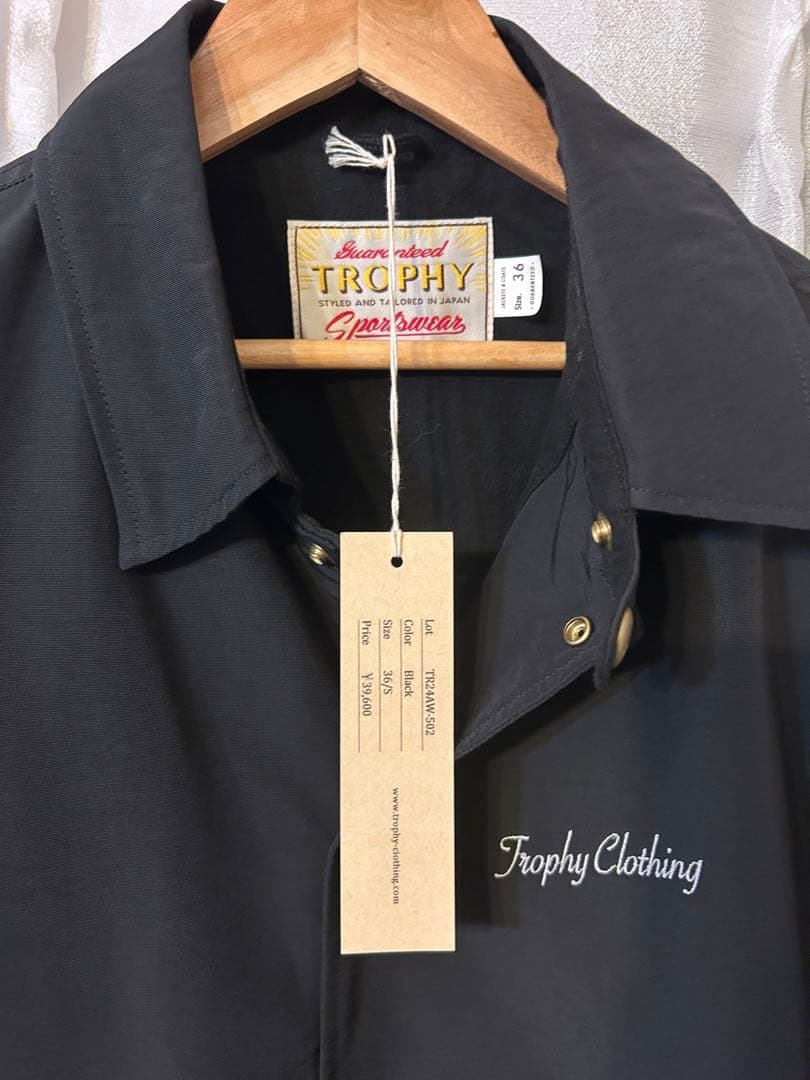 Guaranteed
TROPHY
STYLED AND TAILORED IN JAPAN
Sportswear
Size. 36
Lot TR24AW-502
Color Black
Size 36/S
Price ¥39,600
www.trophy-clothing.com
Trophy Clothing